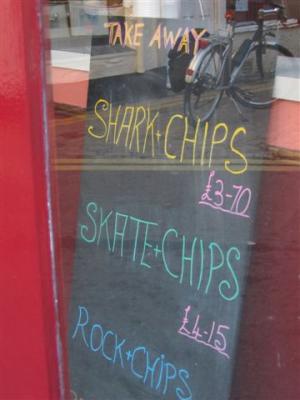 TAKE AWAY
SHARK+CHIPS
£3-70
SKATE+CHIPS
£4-15
ROCK+CHIPS